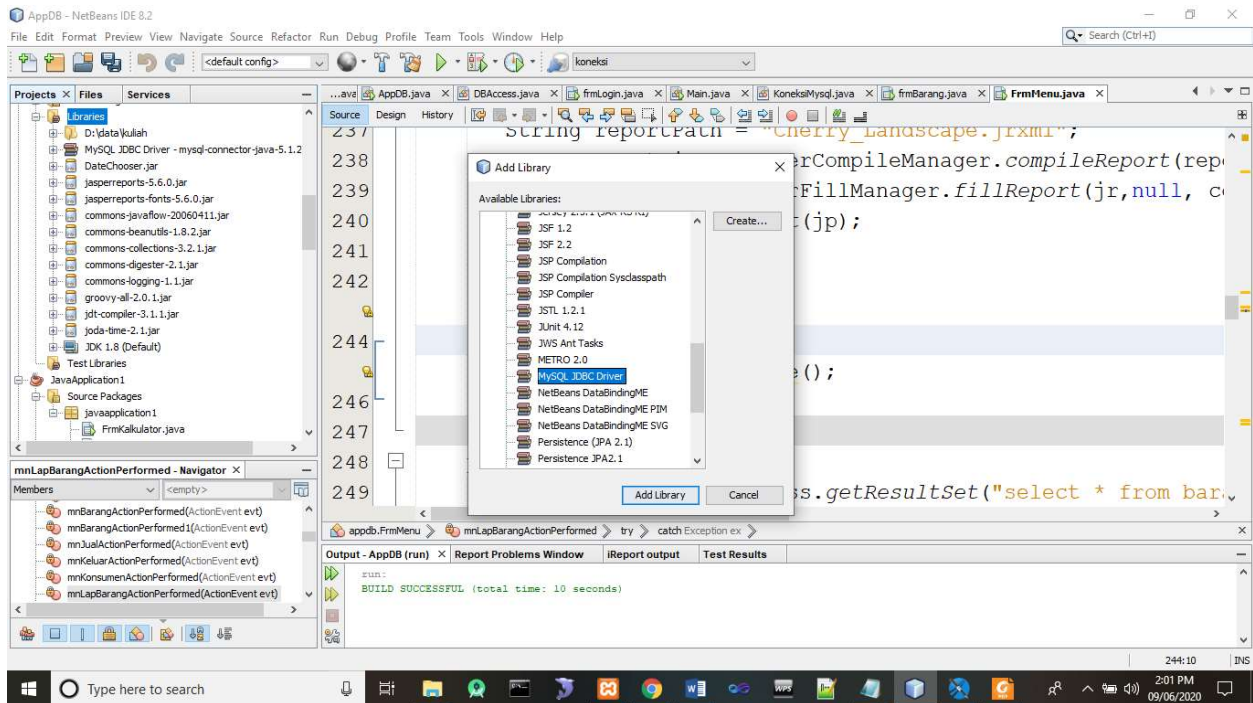 AppDB - NetBeans IDE 8.2
File Edit Format Preview View Navigate Source Refactor Run Debug Profile Team Tools Window Help
Search (Ctrl+I)
<default config>
koneksi
Projects Files Services
...ava AppDB.java DBAccess.java frmLogin.java Main.java KoneksiMysql.java frmBarang.java FrmMenu.java
Source Design History
Libraries
D:\data\kuliah
MySQL JDBC Driver - mysql-connector-java-5.1.2
DateChooser.jar
jasperreports-5.6.0.jar
jasperreports-fonts-5.6.0.jar
commons-javaflow-20060411.jar
commons-beanutils-1.8.2.jar
commons-collections-3.2.1.jar
commons-digester-2.1.jar
commons-logging-1.1.jar
groovy-all-2.0.1.jar
jdt-compiler-3.1.1.jar
joda-time-2.1.jar
JDK 1.8 (Default)
Test Libraries
JavaApplication1
Source Packages
javaapplication1
FrmKalkulator.java
mnLapBarangActionPerformed - Navigator
Members
<empty>
mnBarangActionPerformed(ActionEvent evt)
mnBarangActionPerformed1(ActionEvent evt)
mnJualActionPerformed(ActionEvent evt)
mnKeluarActionPerformed(ActionEvent evt)
mnKonsumenActionPerformed(ActionEvent evt)
mnLapBarangActionPerformed(ActionEvent evt)
237 String reportPath = "Cherry_Landscape.jrxml";
238 erCompileManager.compileReport(repo
239 rFillManager.fillReport(jr,null, co
240 t(jp);
241
242
244
e();
246
247
248
249 ss.getResultSet("select * from bar
Add Library
Available Libraries:
JSF 1.2
JSF 2.2
JSP Compilation
JSP Compilation Sysclasspath
JSP Compiler
JSTL 1.2.1
JUnit 4.12
JWS Ant Tasks
METRO 2.0
MySQL JDBC Driver
NetBeans DataBindingME
NetBeans DataBindingME PIM
NetBeans DataBindingME SVG
Persistence (JPA 2.1)
Persistence JPA2.1
Create...
Add Library Cancel
appdb.FrmMenu mnLapBarangActionPerformed try catch Exception ex
Output - AppDB (run) Report Problems Window iReport output Test Results
run:
BUILD SUCCESSFUL (total time: 10 seconds)
244:10 INS
Type here to search
WPS
2:01 PM
09/06/2020